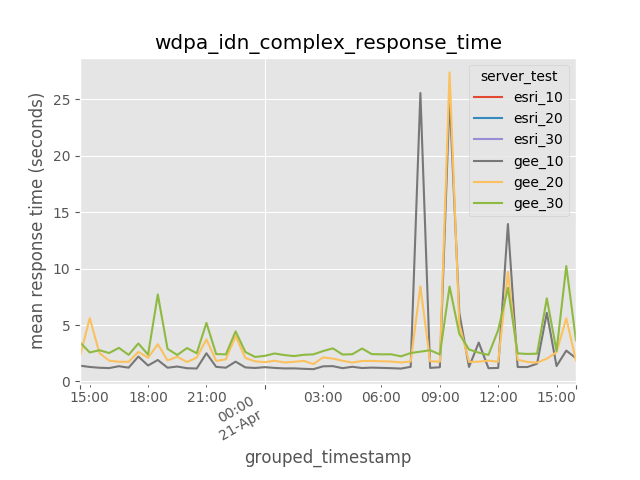 wdpa_idn_complex_response_time
mean response time (seconds)
25
20
15
10
5
0
server_test
esri_10
esri_20
esri_30
gee_10
gee_20
gee_30
15:00
18:00
21:00
00:00
21-Apr
03:00
06:00
09:00
12:00
15:00
grouped_timestamp